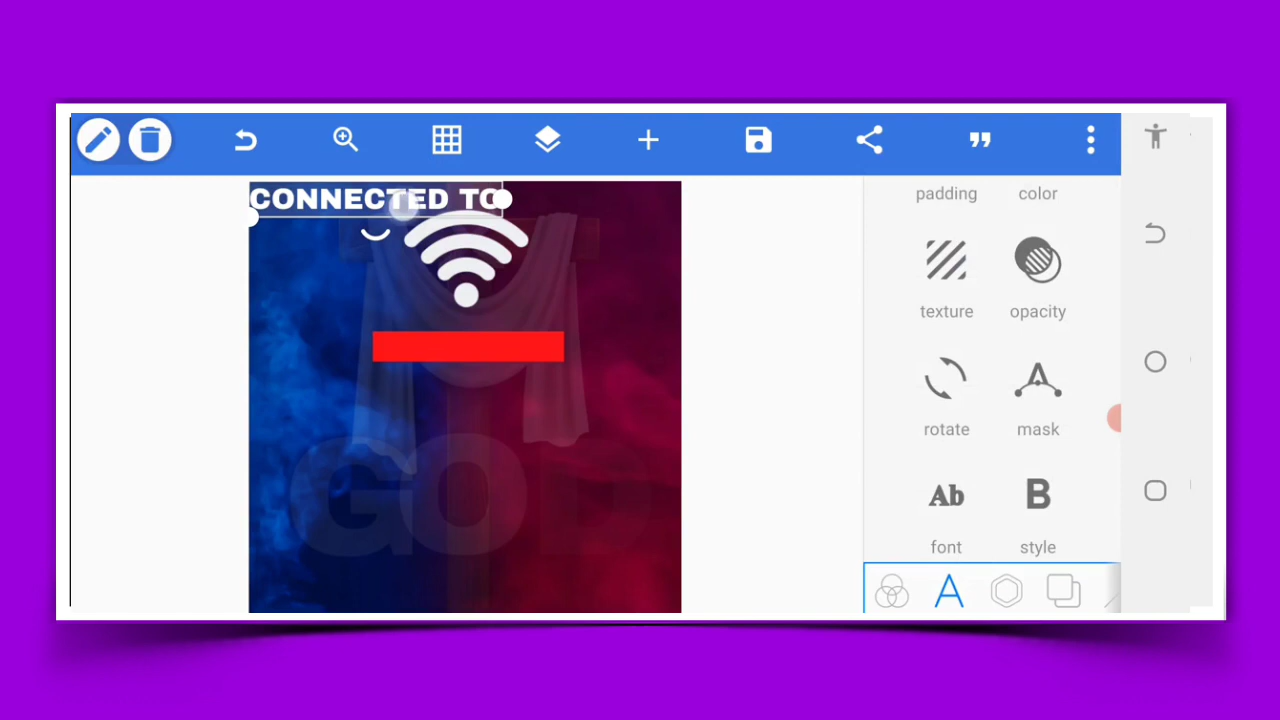 CONNECTED TO
GOD
padding color
texture opacity
rotate mask
Ab B
font style
A